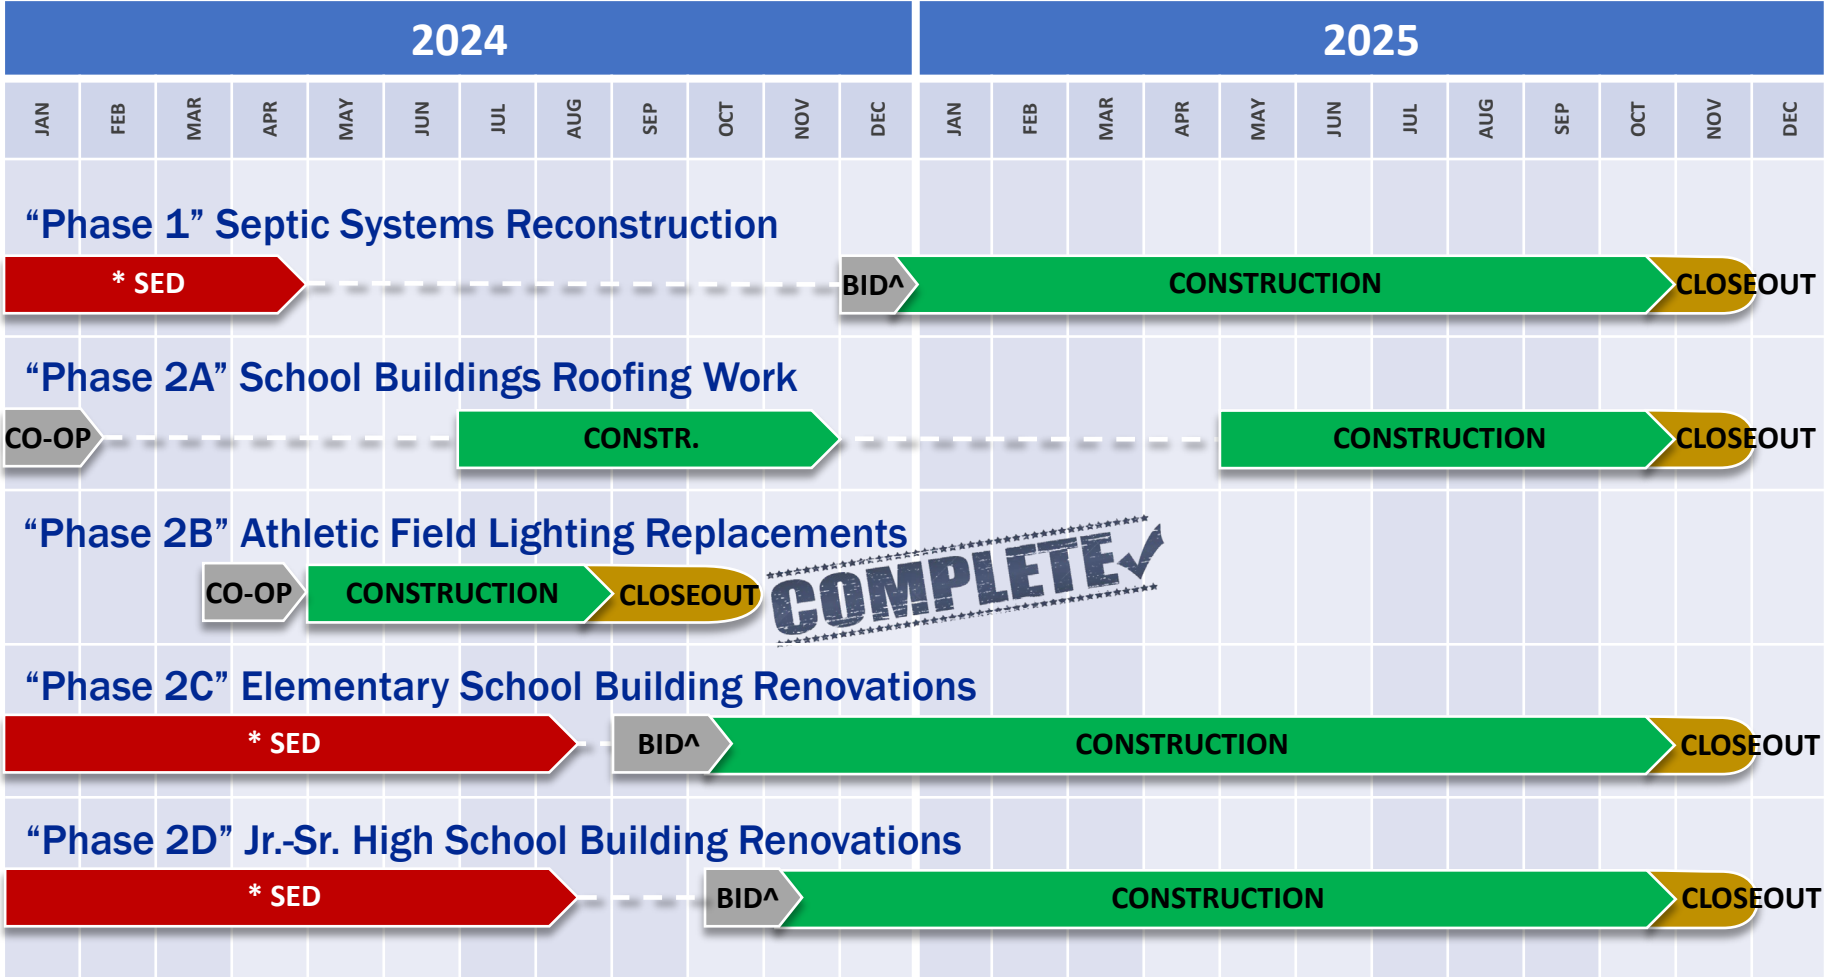 2024 2025
JAN FEB MAR APR MAY JUN JUL AUG SEP OCT NOV DEC JAN FEB MAR APR MAY JUN JUL AUG SEP OCT NOV DEC
“Phase 1” Septic Systems Reconstruction
* SED BID^ CONSTRUCTION CLOSEOUT
“Phase 2A” School Buildings Roofing Work
CO-OP CONSTR. CONSTRUCTION CLOSEOUT
“Phase 2B” Athletic Field Lighting Replacements
CO-OP CONSTRUCTION CLOSEOUT COMPLETE
“Phase 2C” Elementary School Building Renovations
* SED BID^ CONSTRUCTION CLOSEOUT
“Phase 2D” Jr.-Sr. High School Building Renovations
* SED BID^ CONSTRUCTION CLOSEOUT